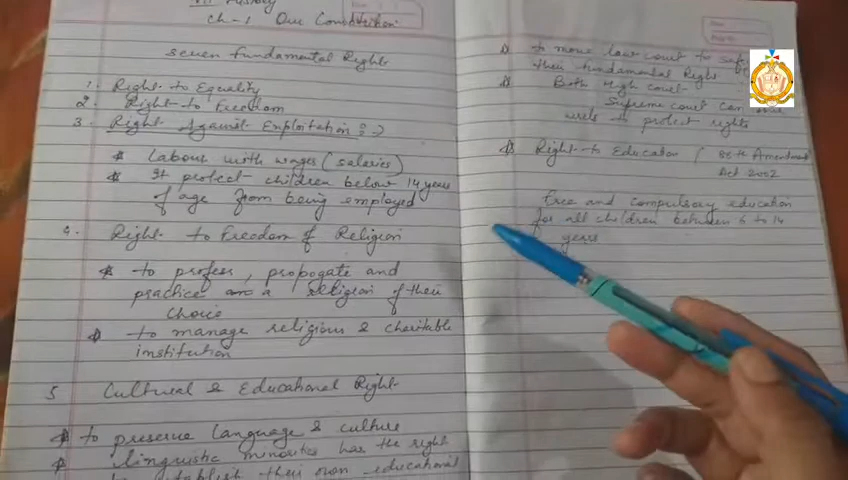 VII History
Ch-1 Our Constitution
seven fundamental Right
1. Right to Equality
2. Right to Freedom
3. Right Against Exploitation :-
* Labour with wages (salaries)
* It protect children below 14 years
of age from being employed
4. Right to Freedom of Religion
* to profess, propogate and
practice a religion of their
choice
* to manage religious & charitable
institution
5 Cultural & Educational Right
* to preserve language & culture
* linguistic minorities has the right
establish their own educational
to move law court to
their fundamental Right
Both High court
Supreme court can
writs to protect rights
Right to Education ( 86th Amendment
Act 2002
free and compulsory education
for all children between 6 to 14
years